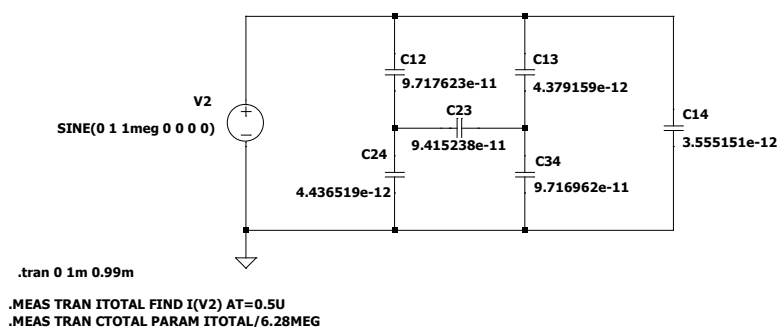 C12
9.717623e-11
C13
4.379159e-12
V2
SINE(0 1 1meg 0 0 0 0)
+
C23
9.415238e-11
C14
3.555151e-12
C24
4.436519e-12
C34
9.716962e-11
.tran 0 1m 0.99m
.MEAS TRAN ITOTAL FIND I(V2) AT=0.5U
.MEAS TRAN CTOTAL PARAM ITOTAL/6.28MEG